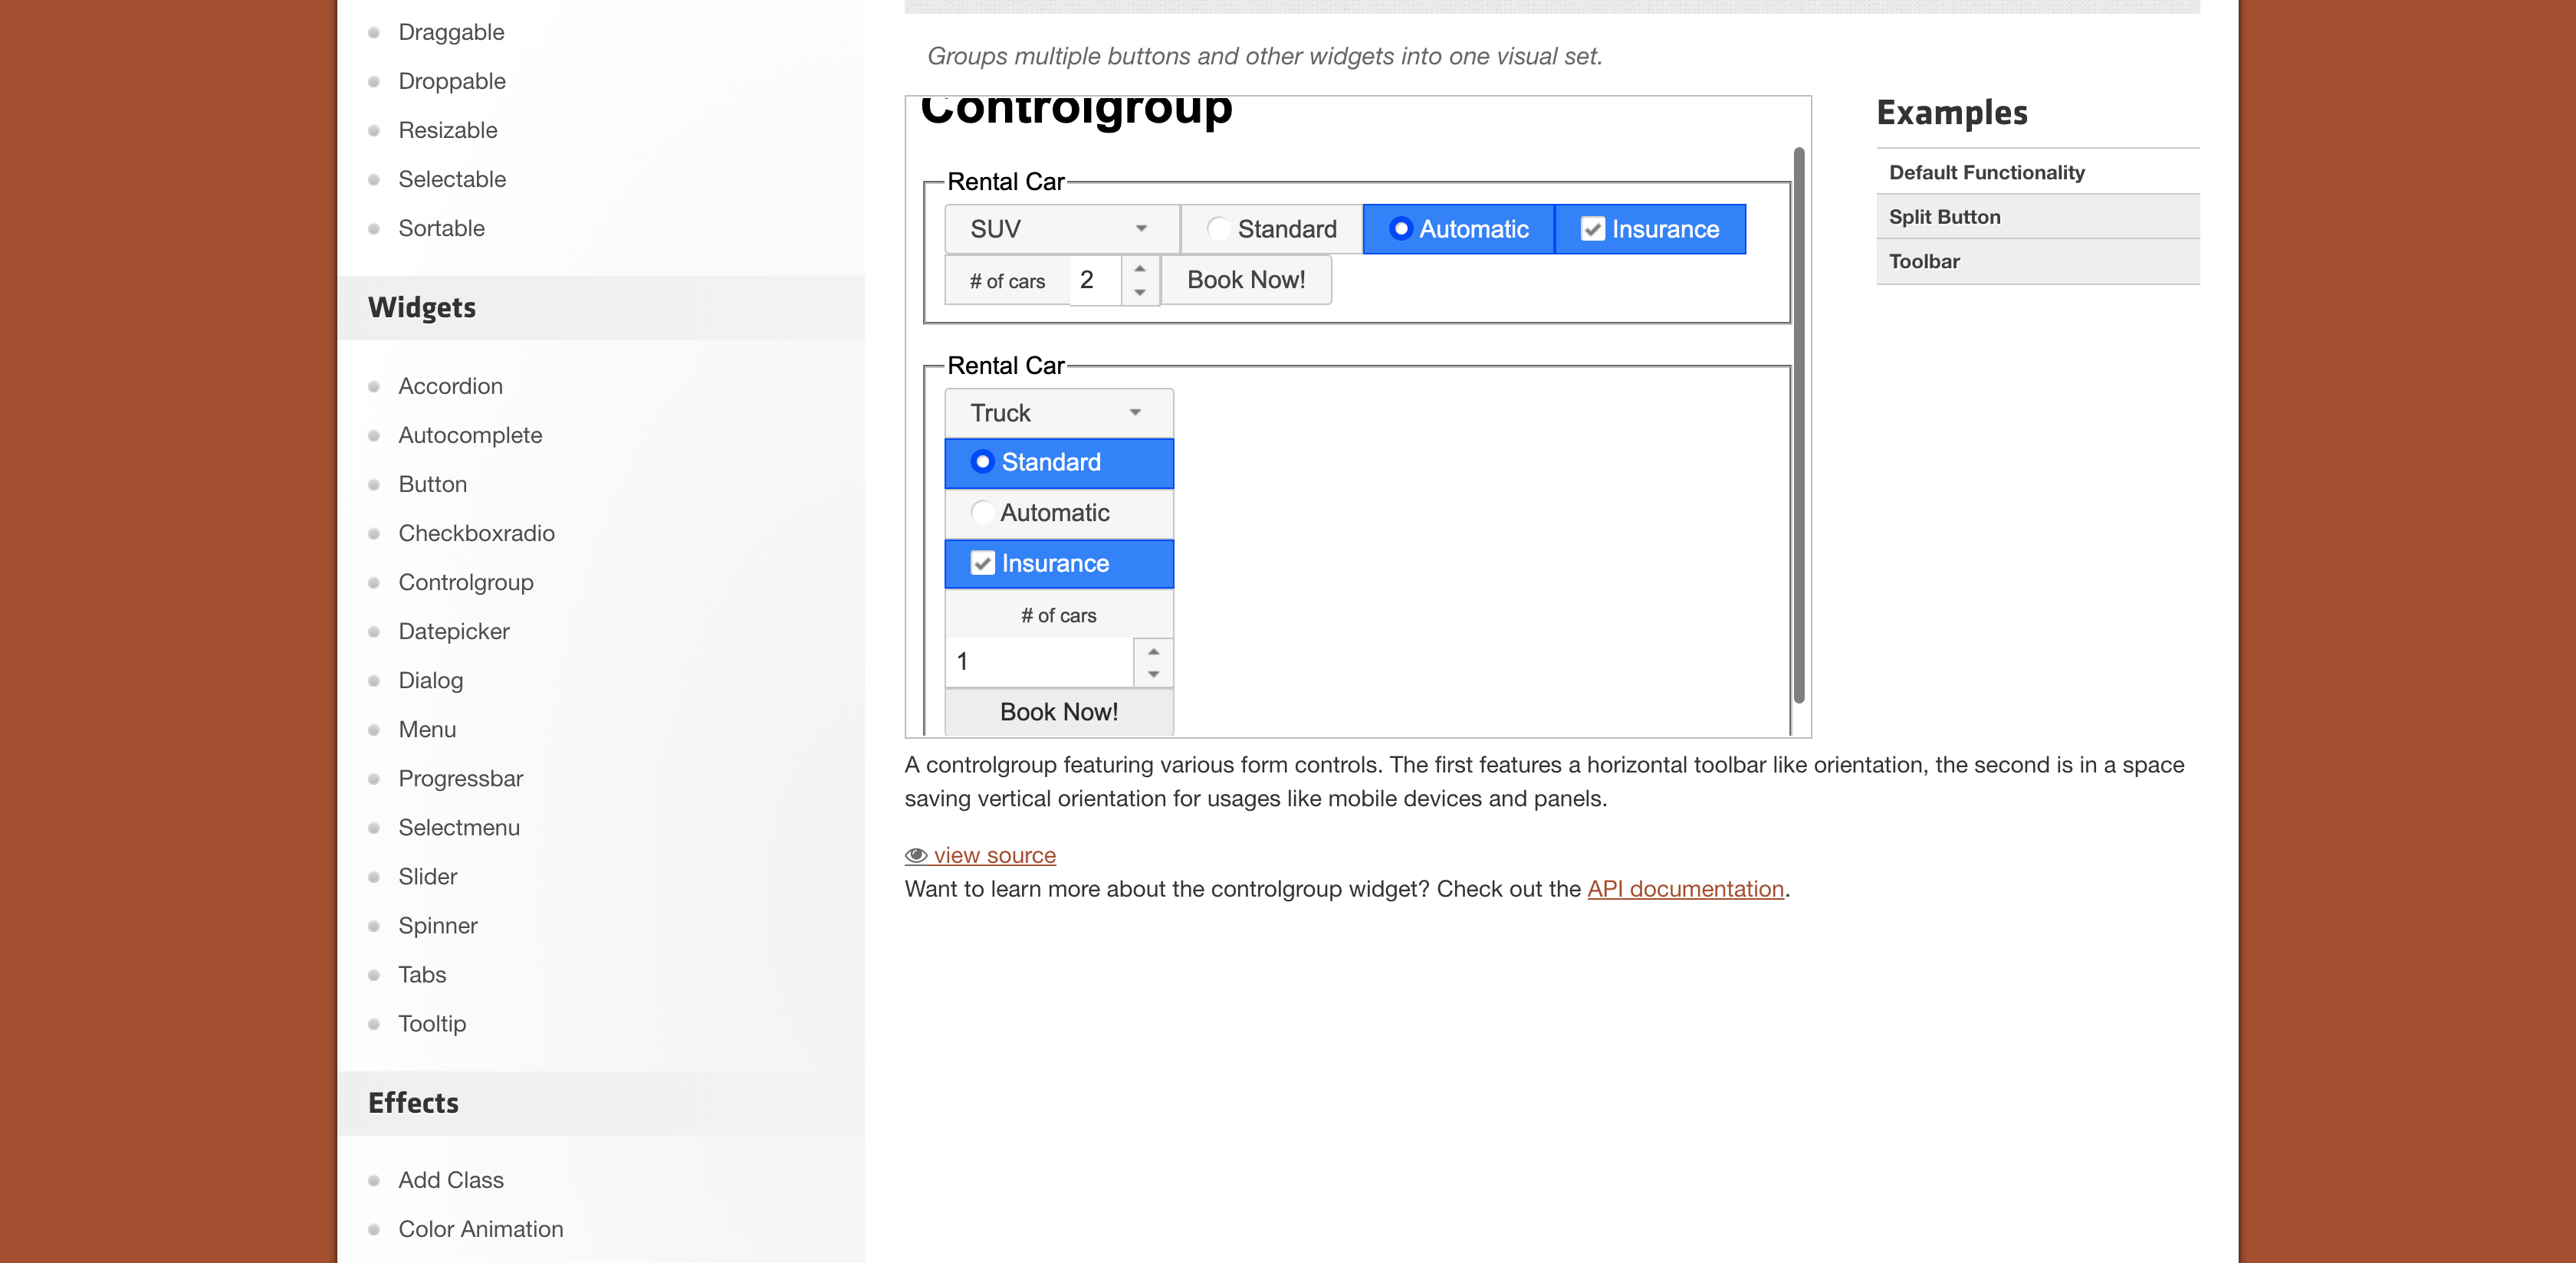 Draggable
Droppable
Resizable
Selectable
Sortable
Widgets
Accordion
Autocomplete
Button
Checkboxradio
Controlgroup
Datepicker
Dialog
Menu
Progressbar
Selectmenu
Slider
Spinner
Tabs
Tooltip
Effects
Add Class
Color Animation
Groups multiple buttons and other widgets into one visual set.
Controlgroup
Rental Car
SUV Standard Automatic Insurance
# of cars 2 Book Now!
Rental Car
Truck
Standard
Automatic
Insurance
# of cars
1
Book Now!
A controlgroup featuring various form controls. The first features a horizontal toolbar like orientation, the second is in a space
saving vertical orientation for usages like mobile devices and panels.
view source
Want to learn more about the controlgroup widget? Check out the API documentation.
Examples
Default Functionality
Split Button
Toolbar